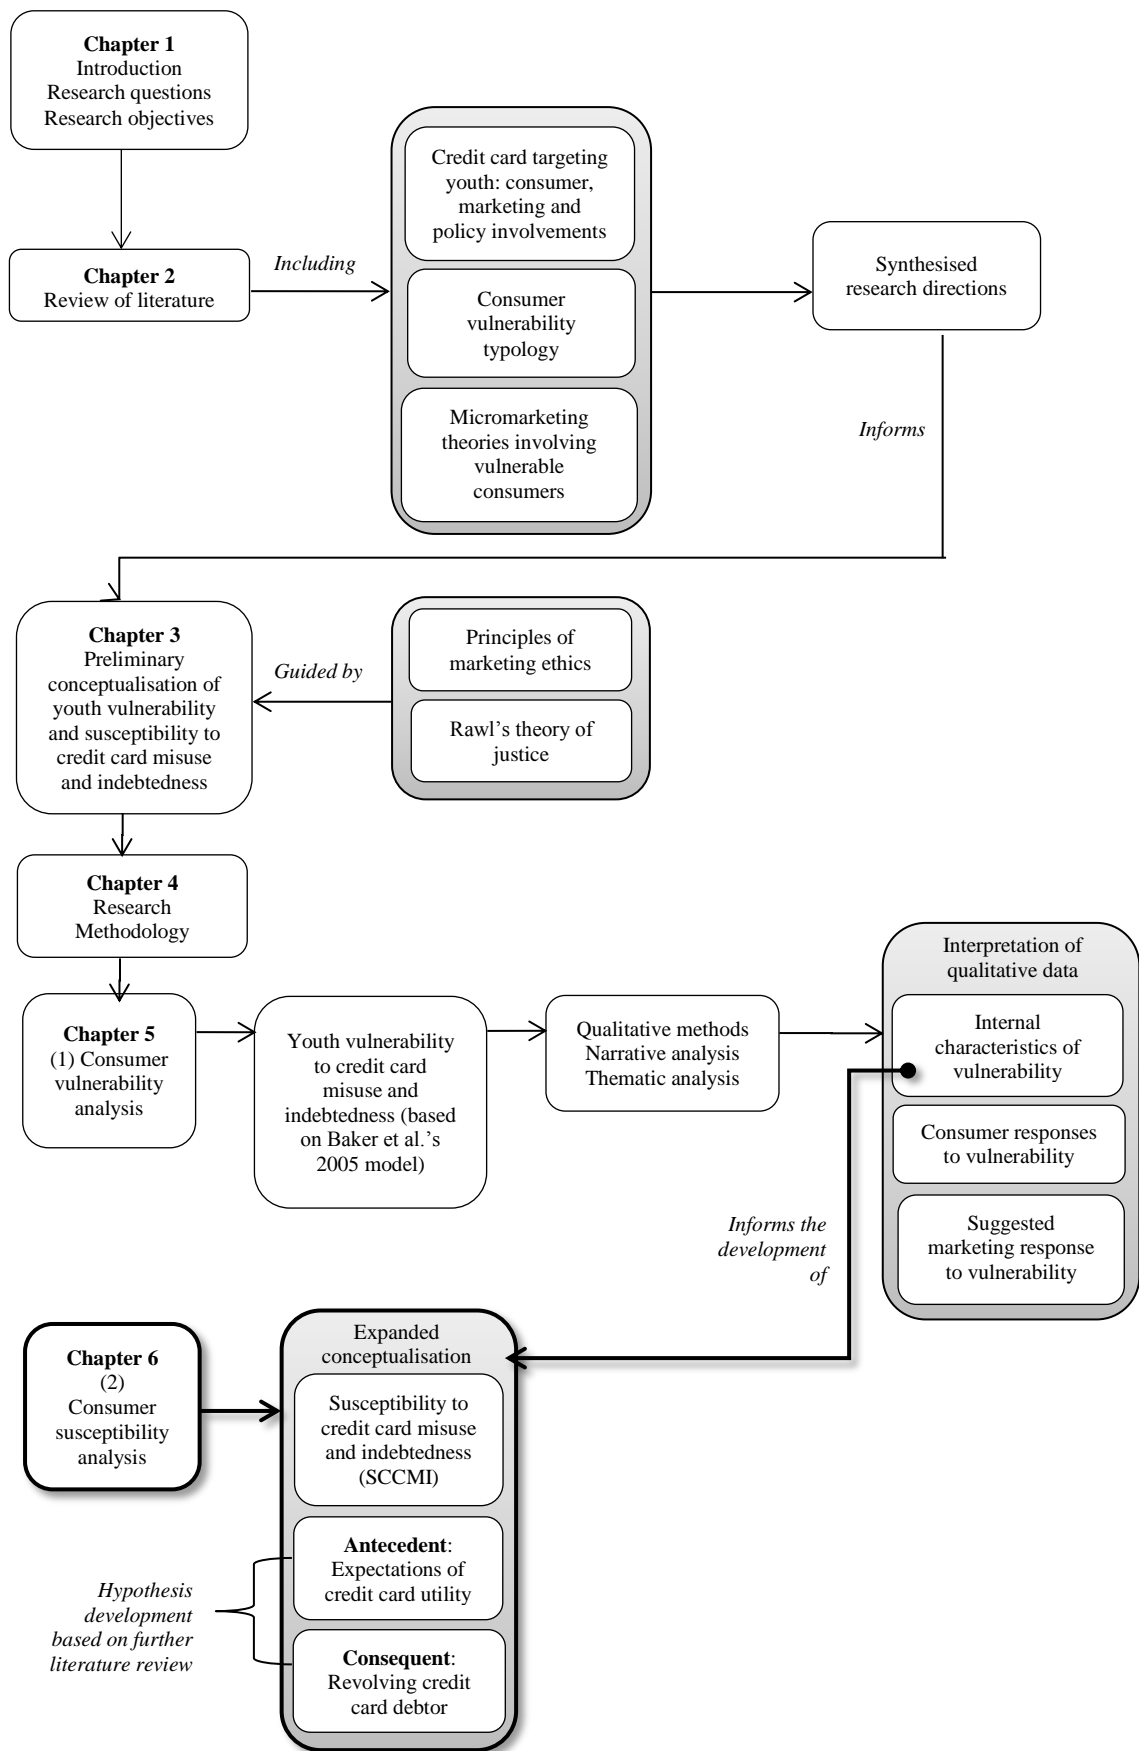 Chapter 1
Introduction
Research questions
Research objectives
Chapter 2
Review of literature
Including
Credit card targeting
youth: consumer,
marketing and
policy involvements
Consumer
vulnerability
typology
Micromarketing
theories involving
vulnerable
consumers
Synthesised
research directions
Informs
Chapter 3
Preliminary
conceptualisation of
youth vulnerability
and susceptibility to
credit card misuse
and indebtedness
Guided by
Principles of
marketing ethics
Rawl's theory of
justice
Chapter 4
Research
Methodology
Chapter 5
(1) Consumer
vulnerability
analysis
Youth vulnerability
to credit card
misuse and
indebtedness (based
on Baker et al.'s
2005 model)
Qualitative methods
Narrative analysis
Thematic analysis
Interpretation of
qualitative data
Internal
characteristics of
vulnerability
Consumer responses
to vulnerability
Suggested
marketing response
to vulnerability
Informs the
development
of
Chapter 6
(2)
Consumer
susceptibility
analysis
Expanded
conceptualisation
Susceptibility to
credit card misuse
and indebtedness
(SCCMI)
Antecedent:
Expectations of
credit card utility
Consequent:
Revolving credit
card debtor
Hypothesis
development
based on further
literature review